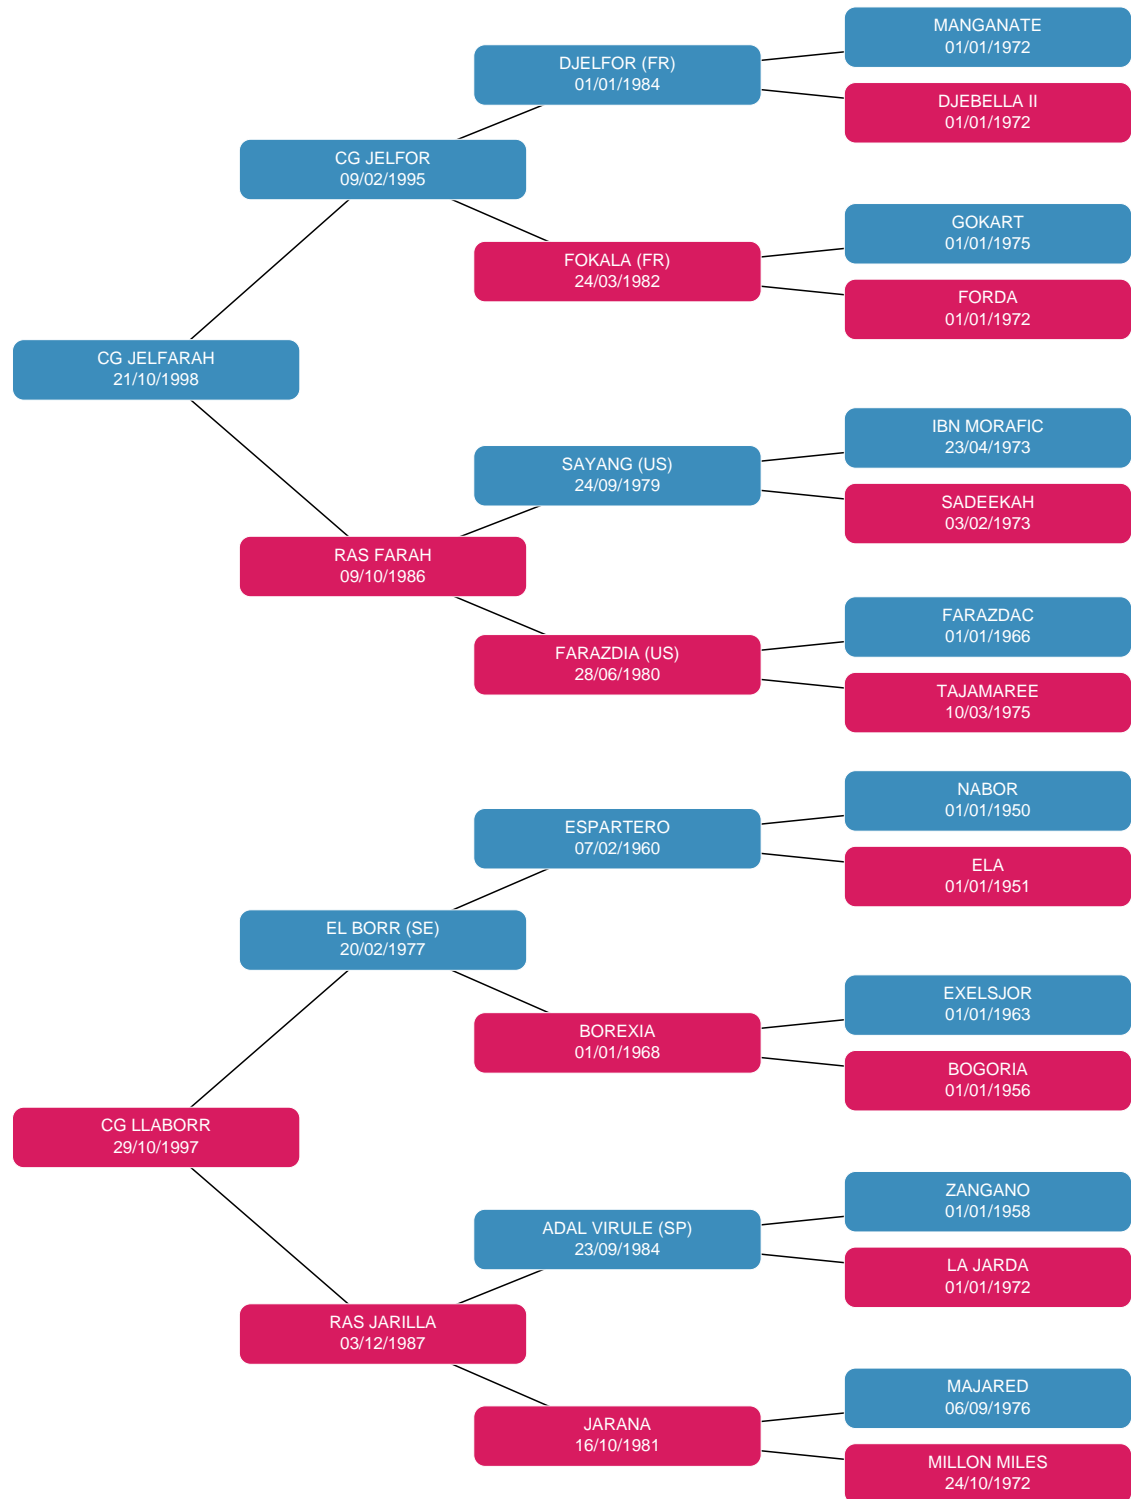 MANGANATE
01/01/1972
DJELFOR (FR)
01/01/1984
DJEBELLA II
01/01/1972
CG JELFOR
09/02/1995
GOKART
01/01/1975
FOKALA (FR)
24/03/1982
FORDA
01/01/1972
CG JELFARAH
21/10/1998
IBN MORAFIC
23/04/1973
SAYANG (US)
24/09/1979
SADEEKAH
03/02/1973
RAS FARAH
09/10/1986
FARAZDAC
01/01/1966
FARAZDIA (US)
28/06/1980
TAJAMAREE
10/03/1975
NABOR
01/01/1950
ESPARTERO
07/02/1960
ELA
01/01/1951
EL BORR (SE)
20/02/1977
EXELSJOR
01/01/1963
BOREXIA
01/01/1968
BOGORIA
01/01/1956
CG LLABORR
29/10/1997
ZANGANO
01/01/1958
ADAL VIRULE (SP)
23/09/1984
LA JARDA
01/01/1972
RAS JARILLA
03/12/1987
MAJARED
06/09/1976
JARANA
16/10/1981
MILLON MILES
24/10/1972